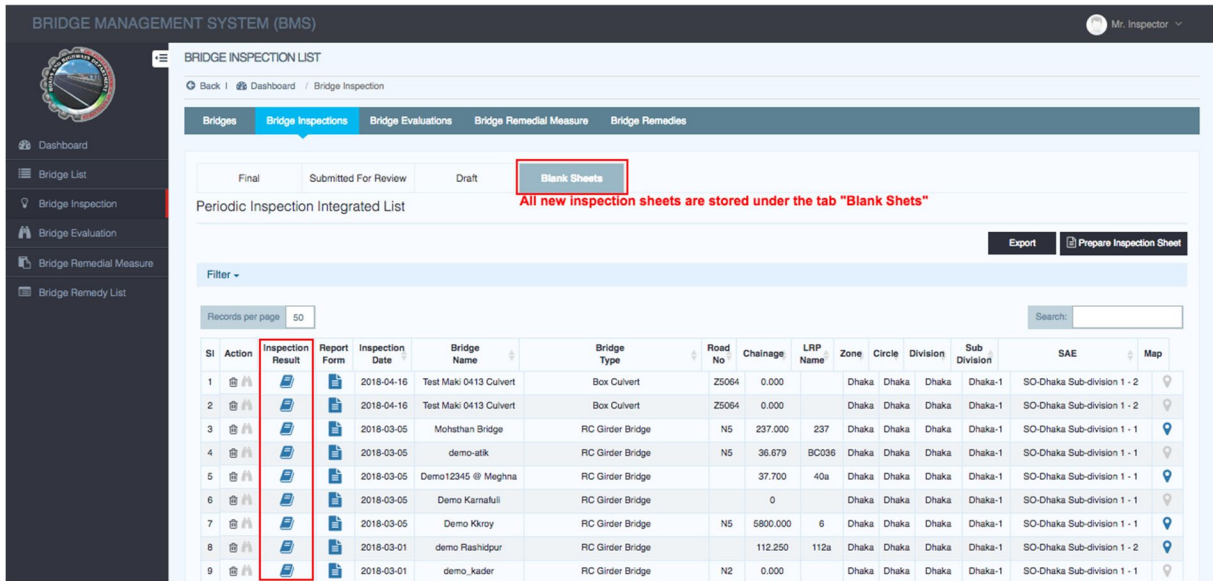 BRIDGE MANAGEMENT SYSTEM (BMS)
Mr. Inspector
BRIDGE INSPECTION LIST
Back | Dashboard / Bridge Inspection
Bridges Bridge Inspections Bridge Evaluations Bridge Remedial Measure Bridge Remedies
Dashboard
Bridge List
Bridge Inspection
Bridge Evaluation
Bridge Remedial Measure
Bridge Remedy List
Final Submitted For Review Draft Blank Sheets
All new inspection sheets are stored under the tab "Blank Shets"
Periodic Inspection Integrated List
Export Prepare Inspection Sheet
Filter
Records per page 50
Search:
Sl Action Inspection Result Report Form Inspection Date Bridge Name Bridge Type Road No Chainage LRP Name Zone Circle Division Sub Division SAE Map
1 2018-04-16 Test Maki 0413 Culvert Box Culvert Z5064 0.000 Dhaka Dhaka Dhaka Dhaka-1 SO-Dhaka Sub-division 1 - 2
2 2018-04-16 Test Maki 0413 Culvert Box Culvert Z5064 0.000 Dhaka Dhaka Dhaka Dhaka-1 SO-Dhaka Sub-division 1 - 2
3 2018-03-05 Mohsthan Bridge RC Girder Bridge N5 237.000 237 Dhaka Dhaka Dhaka Dhaka-1 SO-Dhaka Sub-division 1 - 1
4 2018-03-05 demo-atik RC Girder Bridge N5 36.679 BC036 Dhaka Dhaka Dhaka Dhaka-1 SO-Dhaka Sub-division 1 - 1
5 2018-03-05 Demo12345 @ Meghna RC Girder Bridge 37.700 40a Dhaka Dhaka Dhaka Dhaka-1 SO-Dhaka Sub-division 1 - 1
6 2018-03-05 Demo Karnafuli RC Girder Bridge 0 Dhaka Dhaka Dhaka Dhaka-1 SO-Dhaka Sub-division 1 - 1
7 2018-03-05 Demo Kkroy RC Girder Bridge N5 5800.000 6 Dhaka Dhaka Dhaka Dhaka-1 SO-Dhaka Sub-division 1 - 1
8 2018-03-01 demo Rashidpur RC Girder Bridge 112.250 112a Dhaka Dhaka Dhaka Dhaka-1 SO-Dhaka Sub-division 1 - 2
9 2018-03-01 demo_kader RC Girder Bridge N2 0.000 Dhaka Dhaka Dhaka Dhaka-1 SO-Dhaka Sub-division 1 - 1